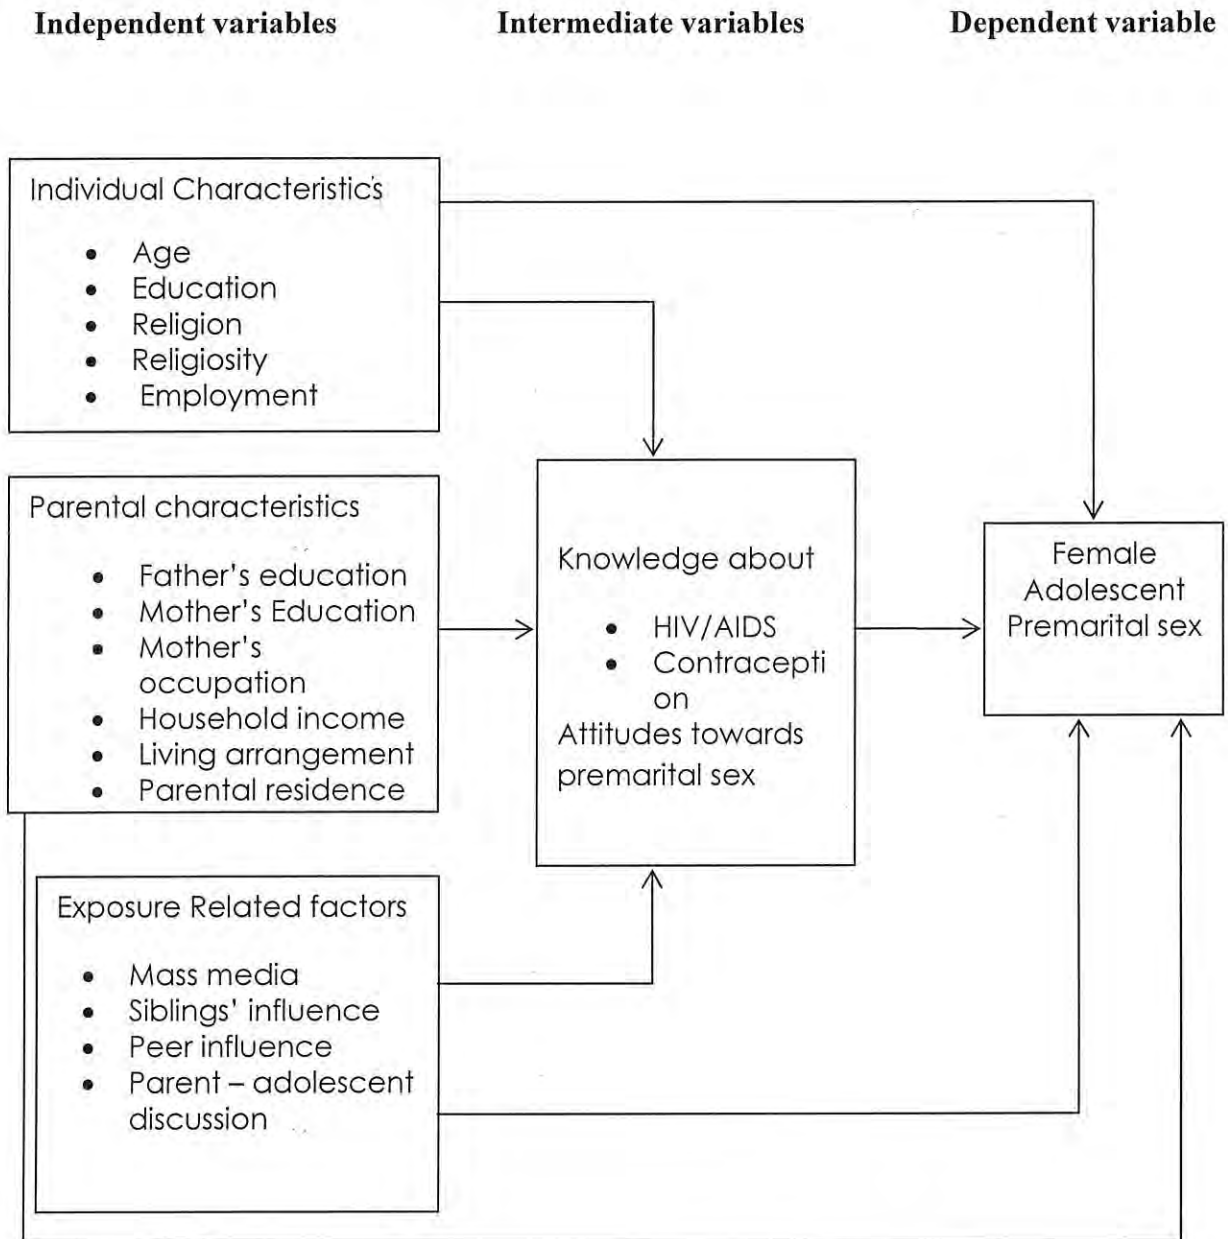 Independent variables Intermediate variables Dependent variable
Individual Characteristics
• Age
• Education
• Religion
• Religiosity
• Employment
Parental characteristics
• Father's education
• Mother's Education
• Mother's
occupation
• Household income
• Living arrangement
• Parental residence
Exposure Related factors
• Mass media
• Siblings' influence
• Peer influence
• Parent – adolescent
discussion
Knowledge about
• HIV/AIDS
• Contracepti
on
Attitudes towards
premarital sex
Female
Adolescent
Premarital sex